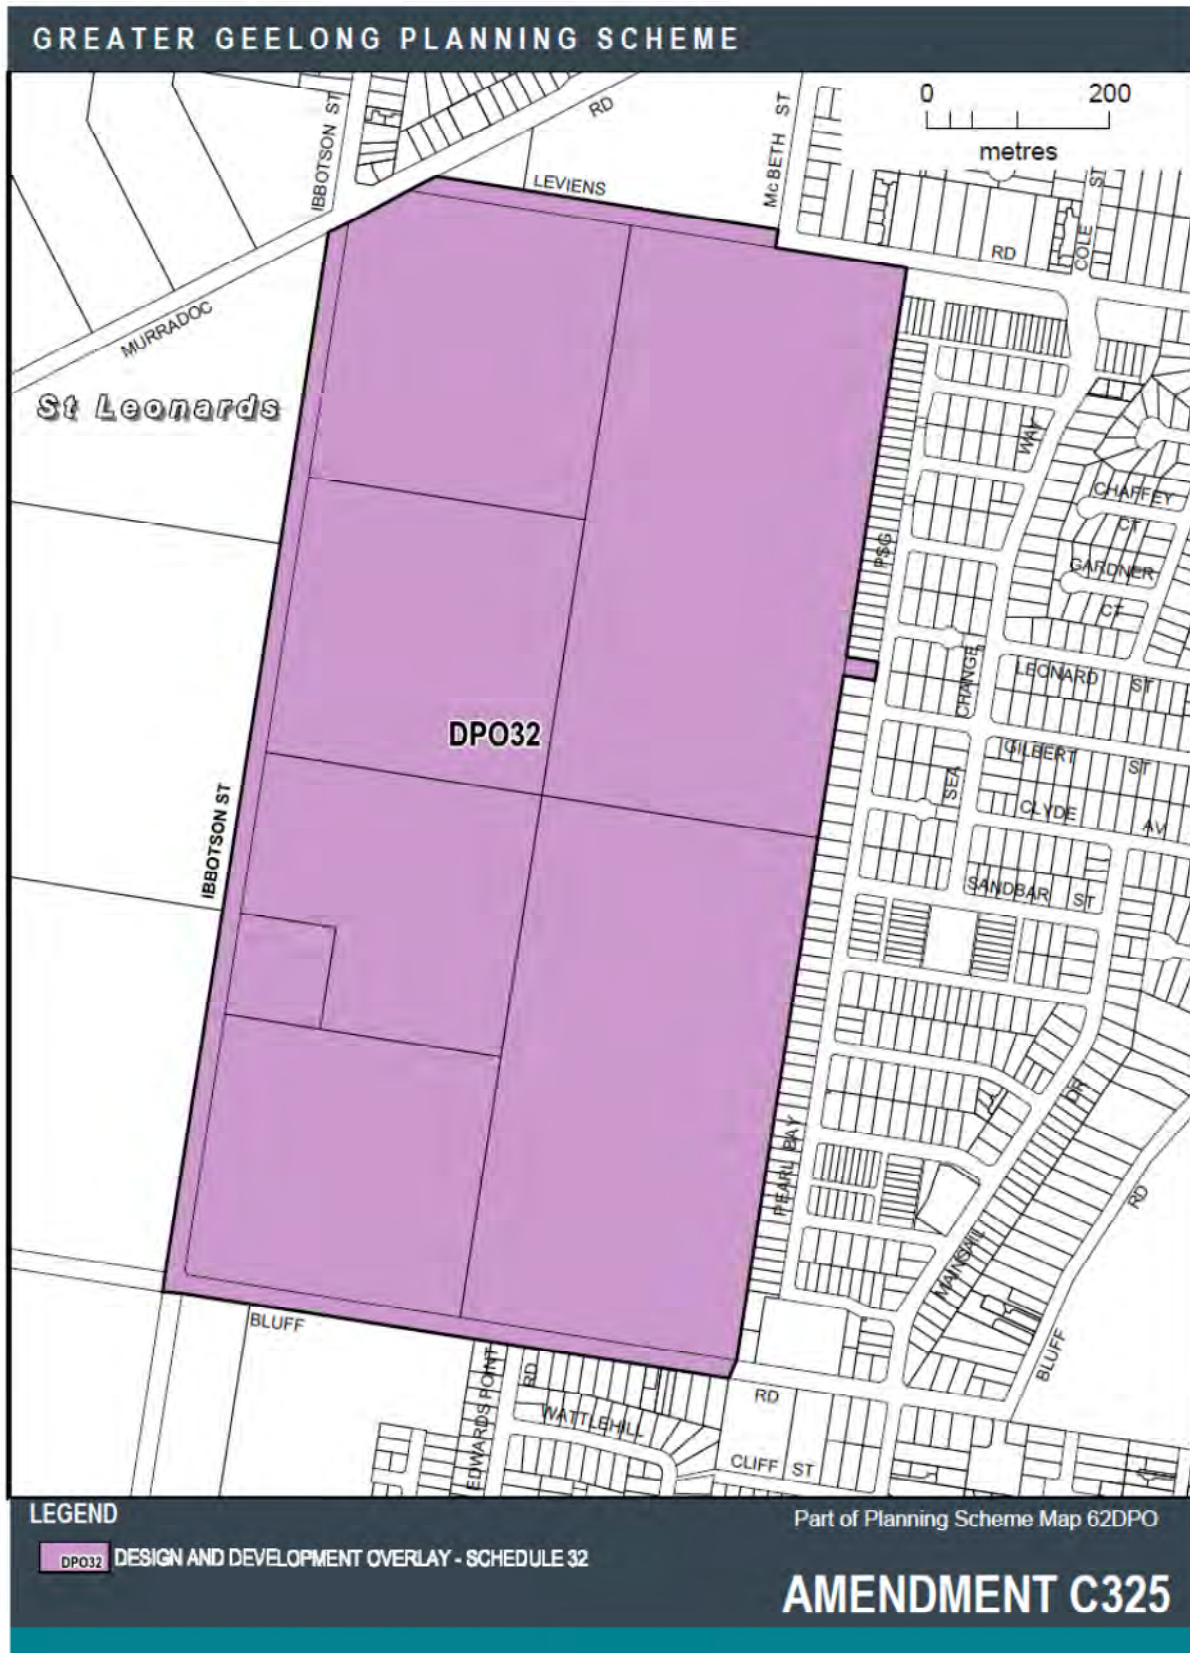 GREATER GEELONG PLANNING SCHEME
0 200
metres
IBBOTSON ST
RD
McBETH ST
LEVIENS
RD
COLE ST
MURRADOC
St Leonards
WAY
CHAFFEY
CT
PSG
GARDNER
CT
CHANGE
LEONARD ST
DPO32
GILBERT ST
SEA
CLYDE AV
IBBOTSON ST
SANDBAR ST
DR
PEARL BAY
RD
MAINSAIL
BLUFF
BLUFF
EDWARDS POINT
RD
RD
WATTLEHILL
CLIFF ST
LEGEND
Part of Planning Scheme Map 62DPO
DPO32 DESIGN AND DEVELOPMENT OVERLAY - SCHEDULE 32
AMENDMENT C325